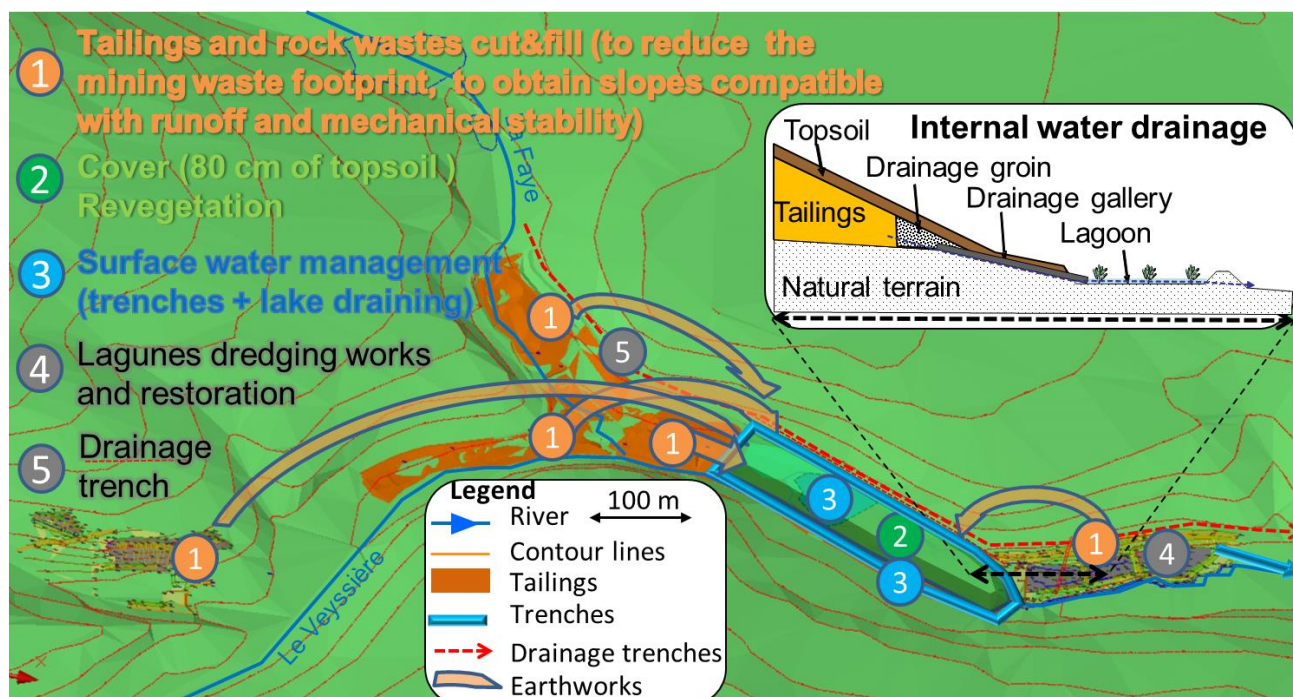 1 Tailings and rock wastes cut&fill (to reduce the
mining waste footprint, to obtain slopes compatible
with runoff and mechanical stability)
2 Cover (80 cm of topsoil )
Revegetation
3 Surface water management
(trenches + lake draining)
4 Lagunes dredging works
and restoration
5 Drainage
trench
La Faye
Internal water drainage
Topsoil
Drainage groin
Drainage gallery
Tailings
Lagoon
Natural terrain
1
5
1
1
3
2
3
1
4
1
Le Veyssière
Legend
100 m
River
Contour lines
Tailings
Trenches
Drainage trenches
Earthworks